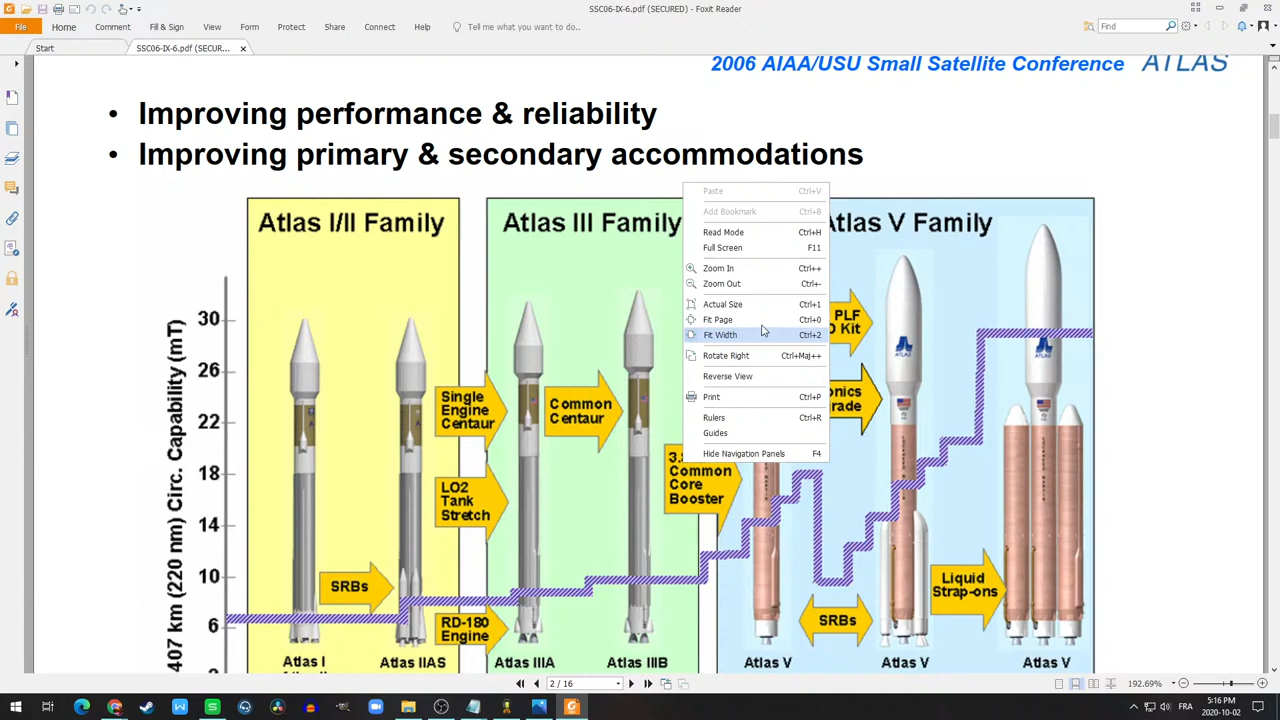 SSC06-IX-6.pdf (SECURED) - Foxit Reader
File
Home
Comment
Fill & Sign
View
Form
Protect
Share
Connect
Help
Tell me what you want to do..
Find
Start
SSC06-IX-6.pdf (SECUR...
2006 AIAA/USU Small Satellite Conference
ATLAS
• Improving performance & reliability
• Improving primary & secondary accommodations
Atlas I/II Family
Atlas III Family
Atlas V Family
Paste Ctrl+V
Add Bookmark Ctrl+B
Read Mode Ctrl+H
Full Screen F11
Zoom In Ctrl++
Zoom Out Ctrl+-
Actual Size Ctrl+1
Fit Page Ctrl+0
Fit Width Ctrl+2
Rotate Right Ctrl+Maj++
Reverse View
Print Ctrl+P
Rulers Ctrl+R
Guides
Hide Navigation Panels F4
407 km (220 nm) Circ. Capability (mT)
30
26
22
18
14
10
6
Single
Engine
Centaur
LO2
Tank
Stretch
SRBs
RD-180
Engine
Common
Centaur
Common
Core
Booster
PLF
Kit
ATLAS
ATLAS
LOCKHEED MARTIN
LOCKHEED MARTIN
SRBs
Liquid
Strap-ons
Atlas I
Atlas IIAS
Atlas IIIA
Atlas IIIB
Atlas V
Atlas V
Atlas V
2 / 16
192.69%
FRA
5:16 PM
2020-10-02